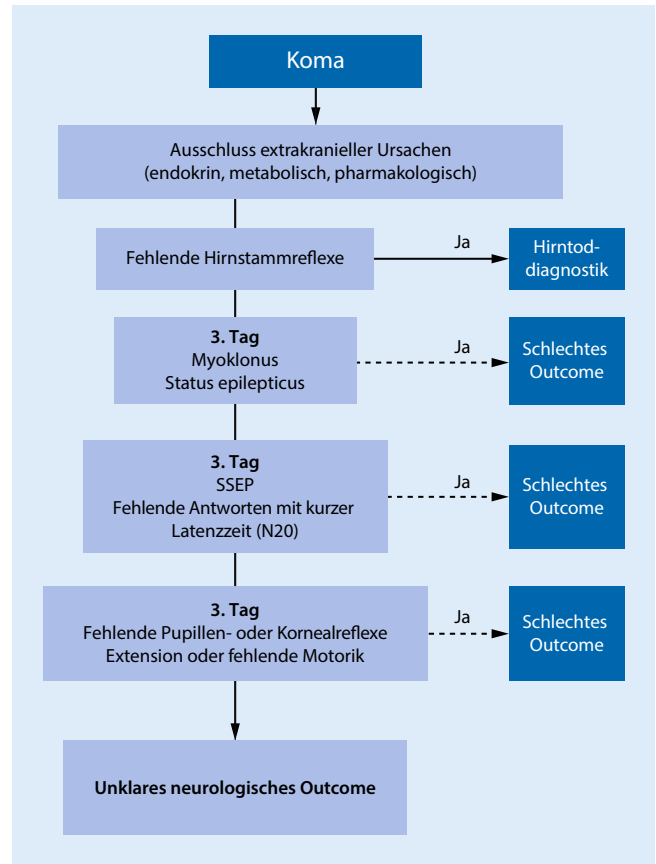 Koma
Ausschluss extrakranieller Ursachen
(endokrin, metabolisch, pharmakologisch)
Fehlende Hirnstammreflexe
Ja
Hirntod-
diagnostik
3. Tag
Myoklonus
Status epilepticus
Ja
Schlechtes
Outcome
3. Tag
SSEP
Fehlende Antworten mit kurzer
Latenzzeit (N20)
Ja
Schlechtes
Outcome
3. Tag
Fehlende Pupillen- oder Kornealreflexe
Extension oder fehlende Motorik
Ja
Schlechtes
Outcome
Unklares neurologisches Outcome